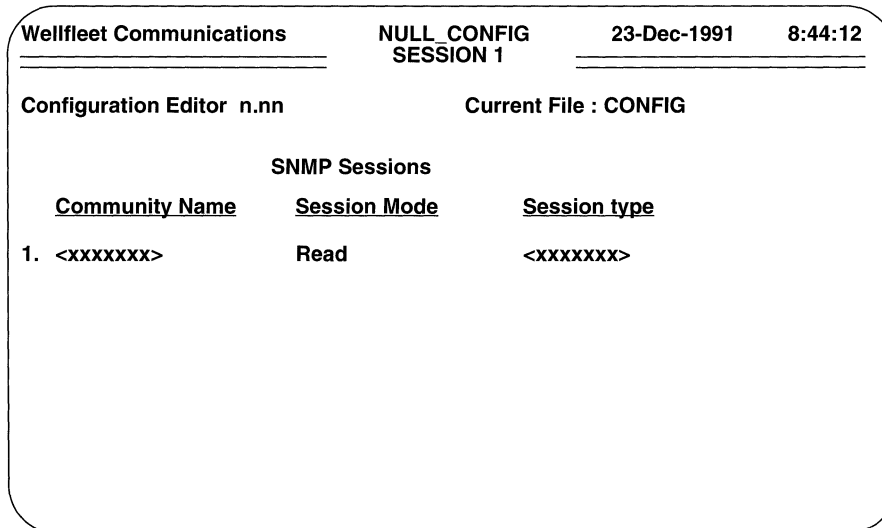 Wellfleet Communications NULL_CONFIG 23-Dec-1991 8:44:12
SESSION 1
Configuration Editor n.nn Current File : CONFIG
SNMP Sessions
Community Name Session Mode Session type
1. <xxxxxxx> Read <xxxxxxx>